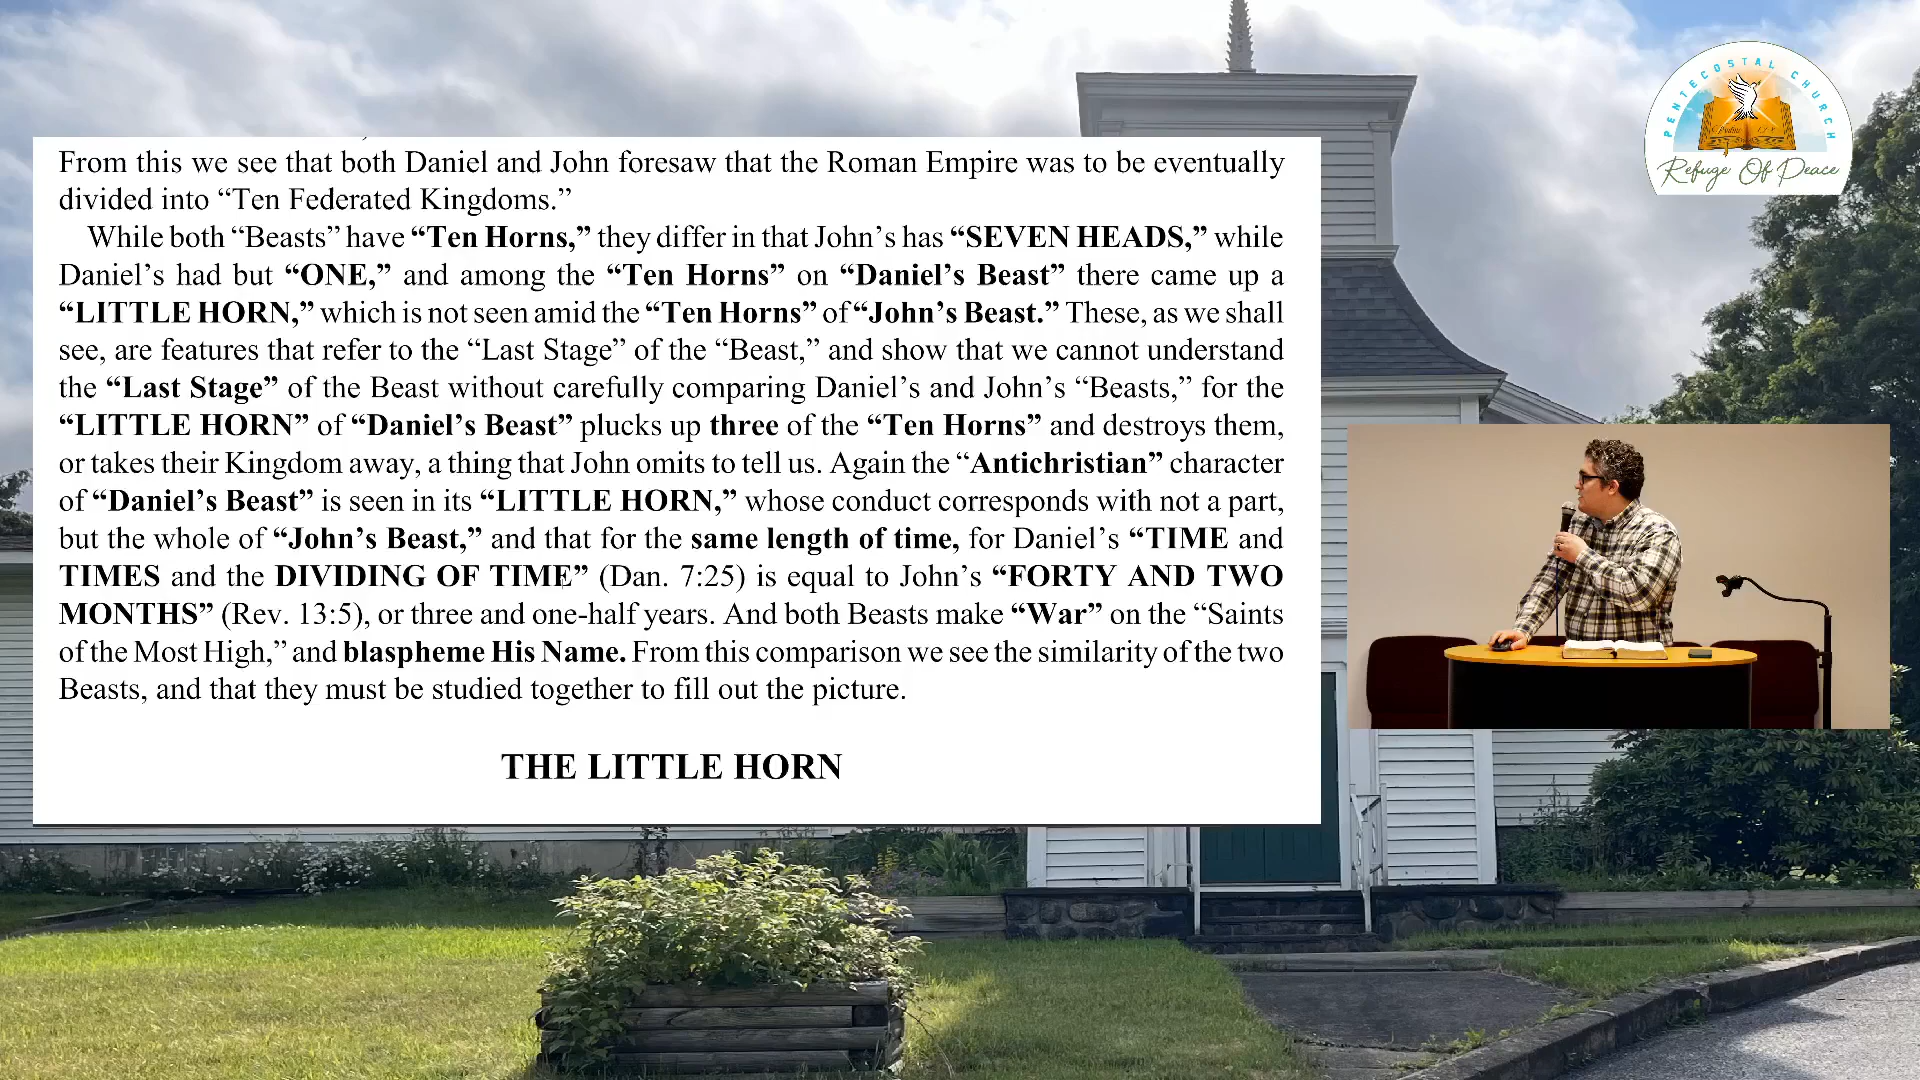 From this we see that both Daniel and John foresaw that the Roman Empire was to be eventually
divided into “Ten Federated Kingdoms.”
While both “Beasts” have “Ten Horns,” they differ in that John’s has “SEVEN HEADS,” while
Daniel’s had but “ONE,” and among the “Ten Horns” on “Daniel’s Beast” there came up a
“LITTLE HORN,” which is not seen amid the “Ten Horns” of “John’s Beast.” These, as we shall
see, are features that refer to the “Last Stage” of the “Beast,” and show that we cannot understand
the “Last Stage” of the Beast without carefully comparing Daniel’s and John’s “Beasts,” for the
“LITTLE HORN” of “Daniel’s Beast” plucks up three of the “Ten Horns” and destroys them,
or takes their Kingdom away, a thing that John omits to tell us. Again the “Antichristian” character
of “Daniel’s Beast” is seen in its “LITTLE HORN,” whose conduct corresponds with not a part,
but the whole of “John’s Beast,” and that for the same length of time, for Daniel’s “TIME and
TIMES and the DIVIDING OF TIME” (Dan. 7:25) is equal to John’s “FORTY AND TWO
MONTHS” (Rev. 13:5), or three and one-half years. And both Beasts make “War” on the “Saints
of the Most High,” and blaspheme His Name. From this comparison we see the similarity of the two
Beasts, and that they must be studied together to fill out the picture.
THE LITTLE HORN
PENTECOSTAL CHURCH
Refuge Of Peace